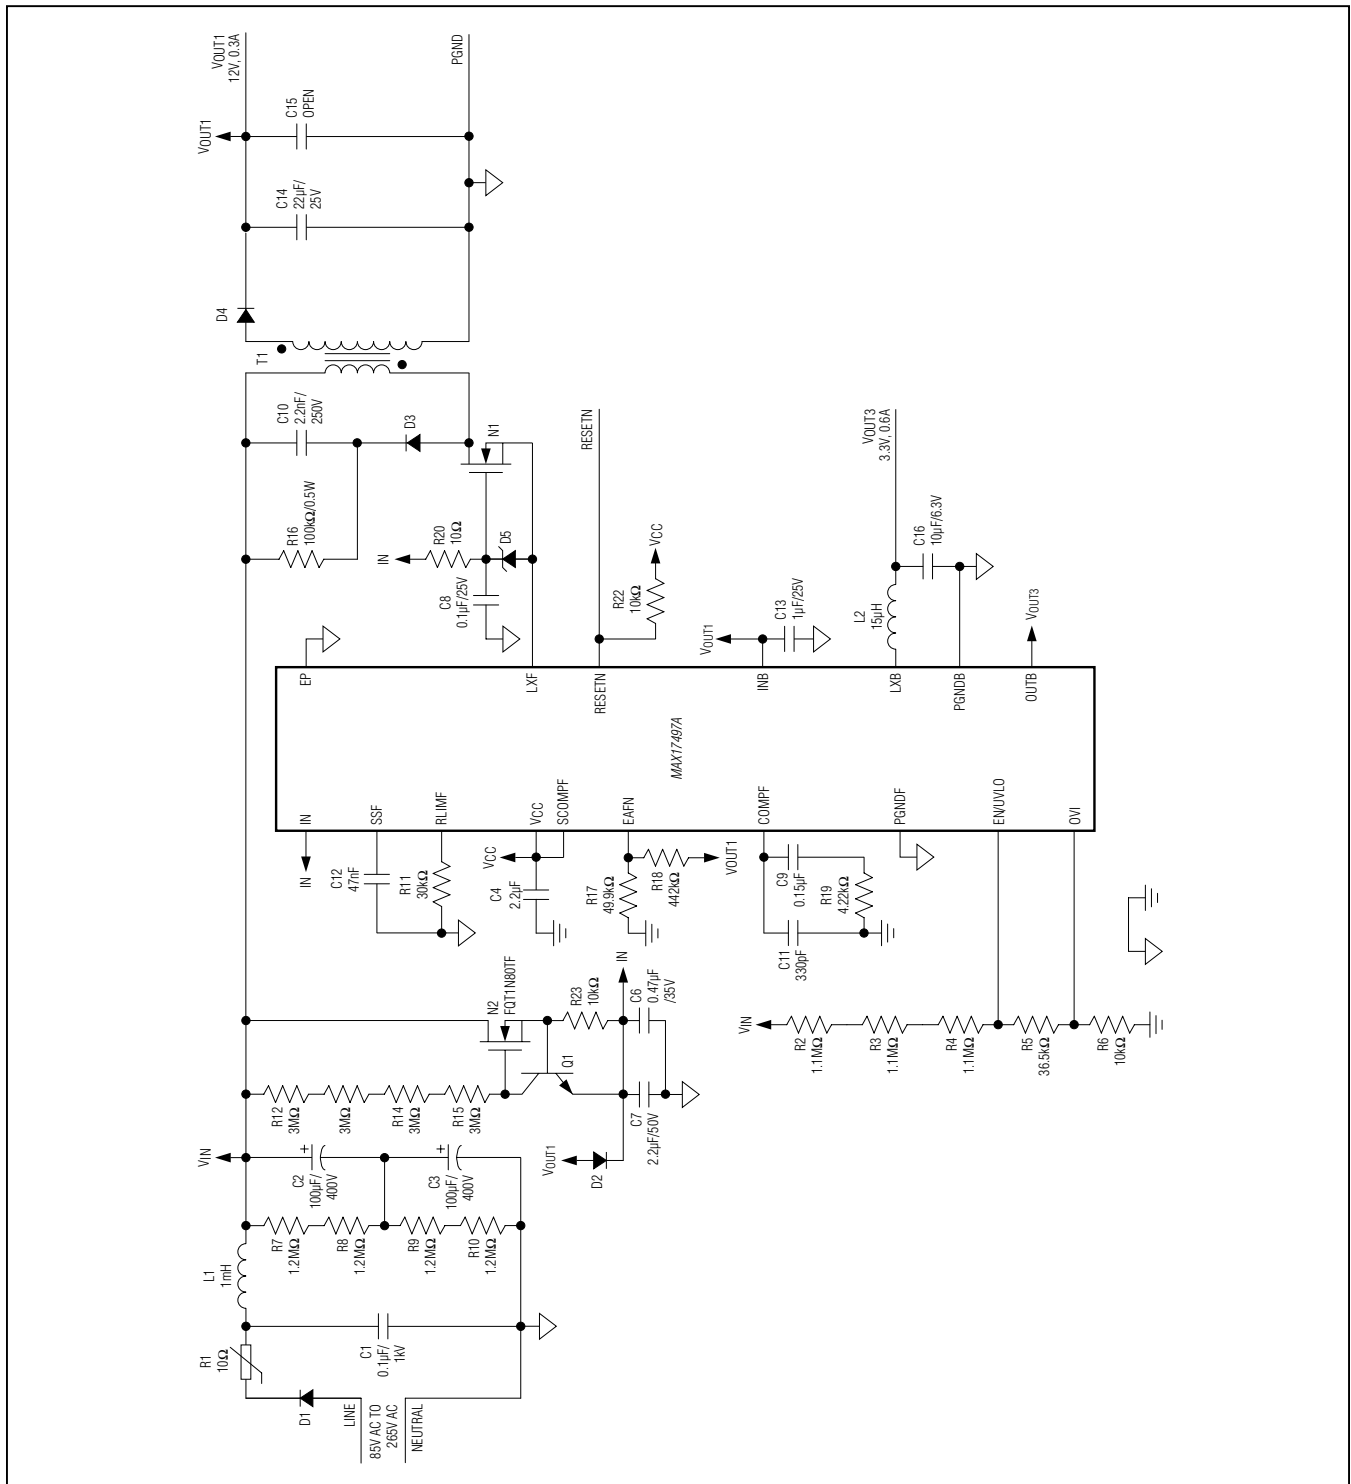 VOUT1
12V, 0.3A
PGND
VOUT1
C15
OPEN
C14
22µF/
25V
D4
T1
C10
2.2nF/
250V
D3
N1
R16
100kΩ/0.5W
IN
R20
10Ω
D5
C8
0.1µF/25V
RESETN
R22
10kΩ
VCC
VOUT1
C13
1µF/25V
VOUT3
3.3V, 0.6A
L2
15µH
C16
10µF/6.3V
VOUT3
EP
LXF
RESETN
INB
LXB
PGNDB
OUTB
MAX17497A
IN
SSF
RLIMF
VCC
SCOMPF
EAFN
COMPF
PGNDF
EN/UVLO
OVI
IN
C12
47nF
R11
30kΩ
VCC
C4
2.2µF
R17
49.9kΩ
R18
442kΩ
VOUT1
C9
0.15µF
R19
4.22kΩ
C11
330pF
VIN
R2
1.1MΩ
R3
1.1MΩ
R4
1.1MΩ
R5
36.5kΩ
R6
10kΩ
N2
FQT1N80TF
R23
10kΩ
IN
Q1
C6
0.47µF
/35V
R12
3MΩ
3MΩ
R14
3MΩ
R15
3MΩ
C7
2.2µF/50V
VOUT1
D2
VIN
C2
+
100µF/
400V
C3
+
100µF/
400V
R7
1.2MΩ
R8
1.2MΩ
R9
1.2MΩ
R10
1.2MΩ
L1
1mH
C1
0.1µF/
1kV
R1
10Ω
D1
LINE
85V AC TO
265V AC
NEUTRAL